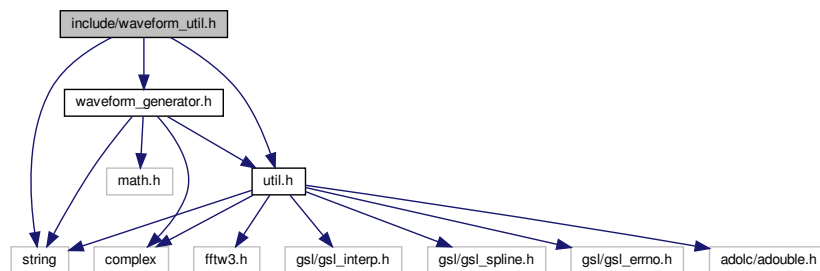 include/waveform_util.h
waveform_generator.h
math.h
util.h
string
complex
fftw3.h
gsl/gsl_interp.h
gsl/gsl_spline.h
gsl/gsl_errno.h
adolc/adouble.h